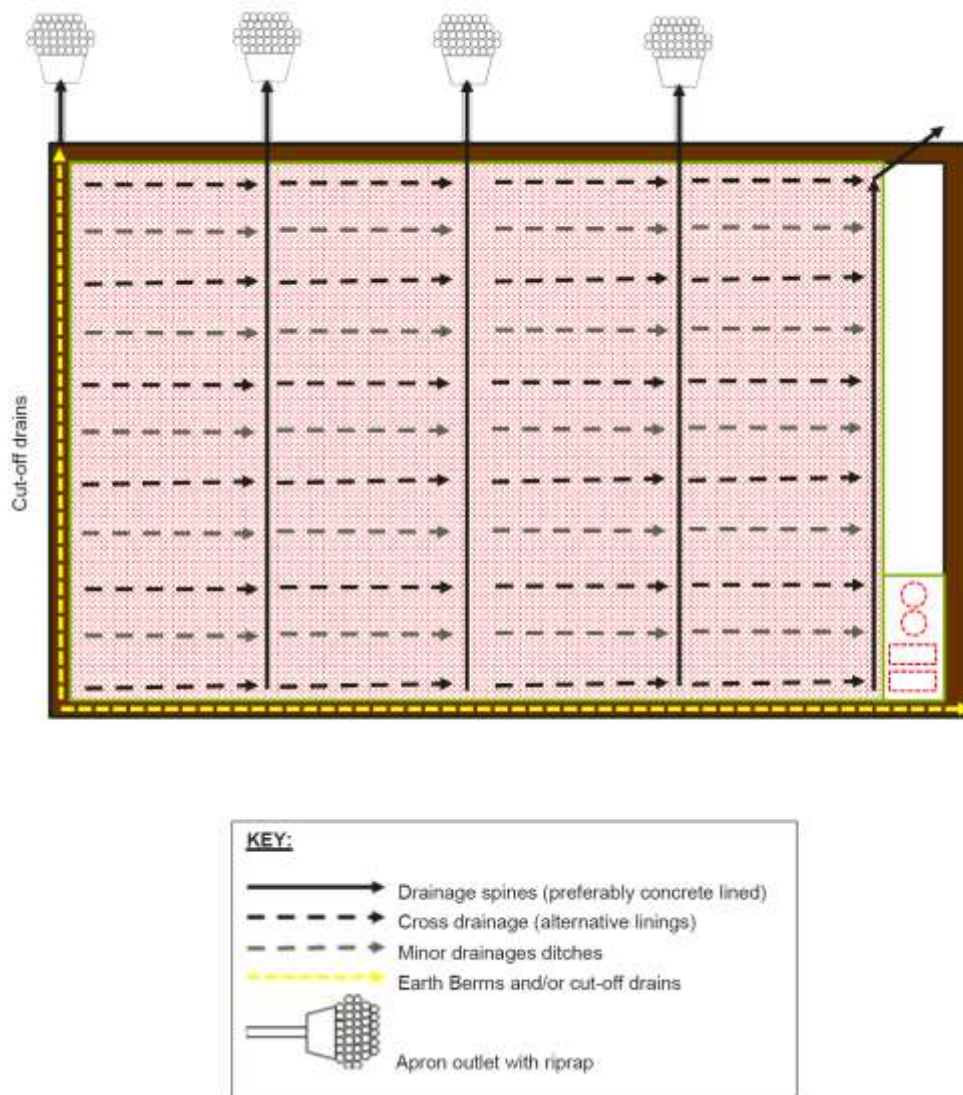 Cut-off drains
KEY:
Drainage spines (preferably concrete lined)
Cross drainage (alternative linings)
Minor drainages ditches
Earth Berms and/or cut-off drains
Apron outlet with riprap